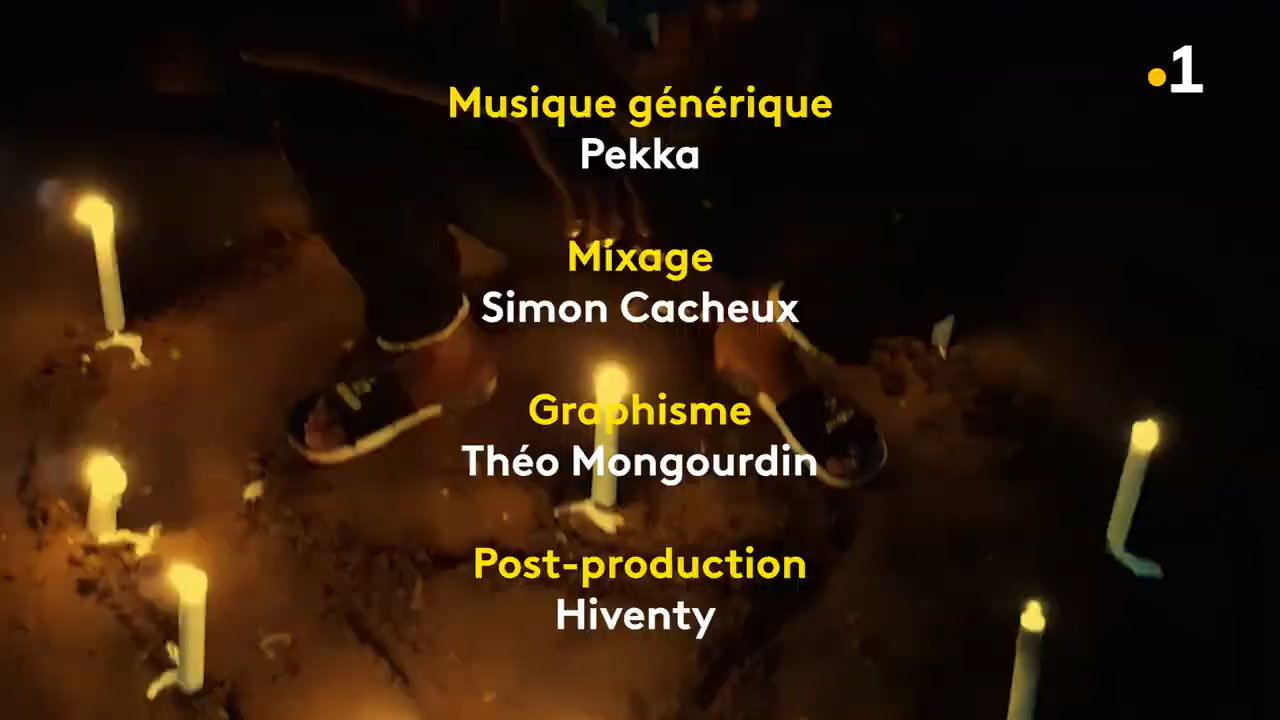 1
Musique générique
Pekka
Mixage
Simon Cacheux
Graphisme
Théo Mongourdin
Post-production
Hiventy